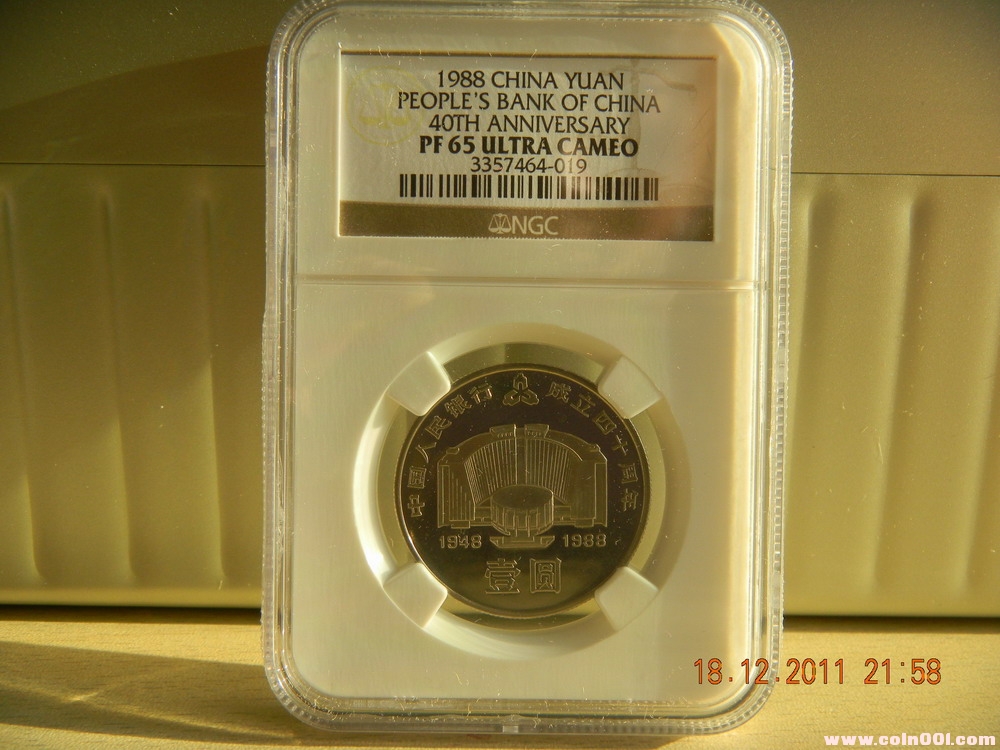 1988 CHINA YUAN
PEOPLE'S BANK OF CHINA
40TH ANNIVERSARY
PF 65 ULTRA CAMEO
3357464-019
NGC
中国人民银行 成立四十周年
1948 1988
壹圆
18.12.2011 21:58
www.coin001.com